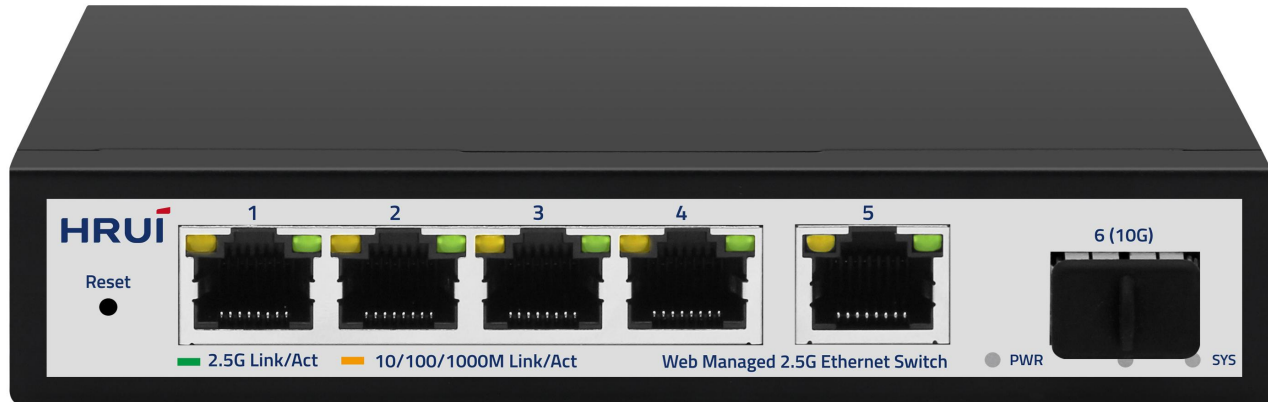 HRUÍ
1 2 3 4 5
6 (10G)
Reset
2.5G Link/Act 10/100/1000M Link/Act Web Managed 2.5G Ethernet Switch PWR SYS